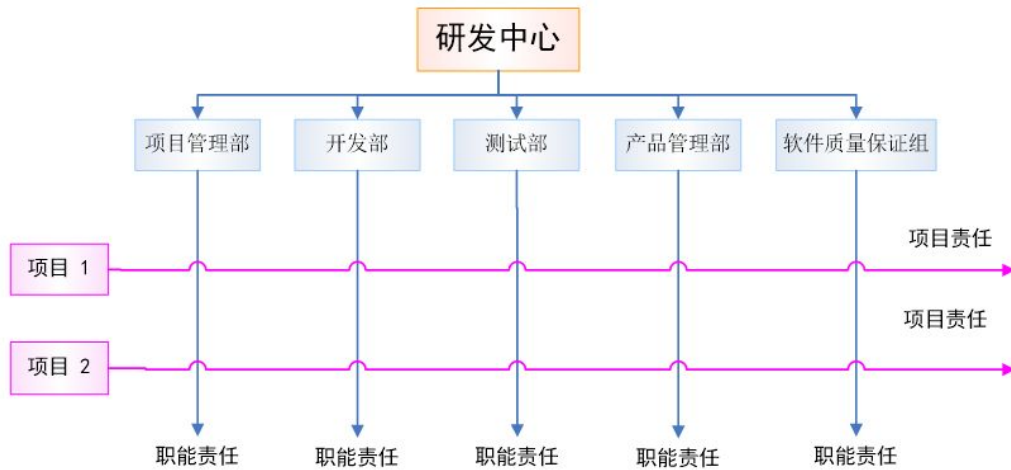 研发中心
项目管理部
开发部
测试部
产品管理部
软件质量保证组
项目责任
项目 1
项目责任
项目 2
职能责任
职能责任
职能责任
职能责任
职能责任